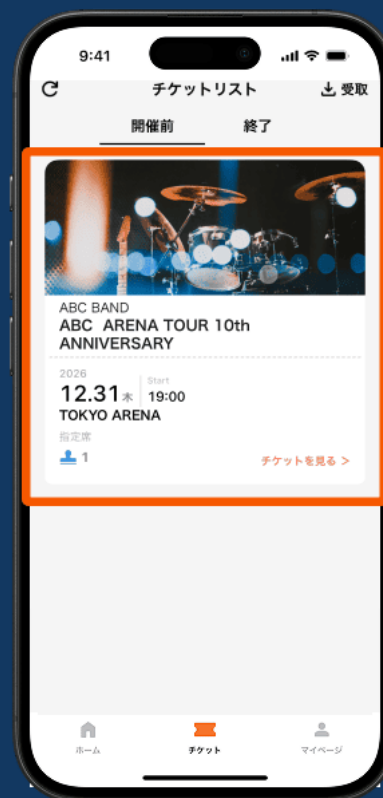 9:41
チケットリスト
受取
開催前 終了
ABC BAND
ABC ARENA TOUR 10th
ANNIVERSARY
2026
12.31木
Start
19:00
TOKYO ARENA
指定席
1
チケットを見る >
ホーム チケット マイページ